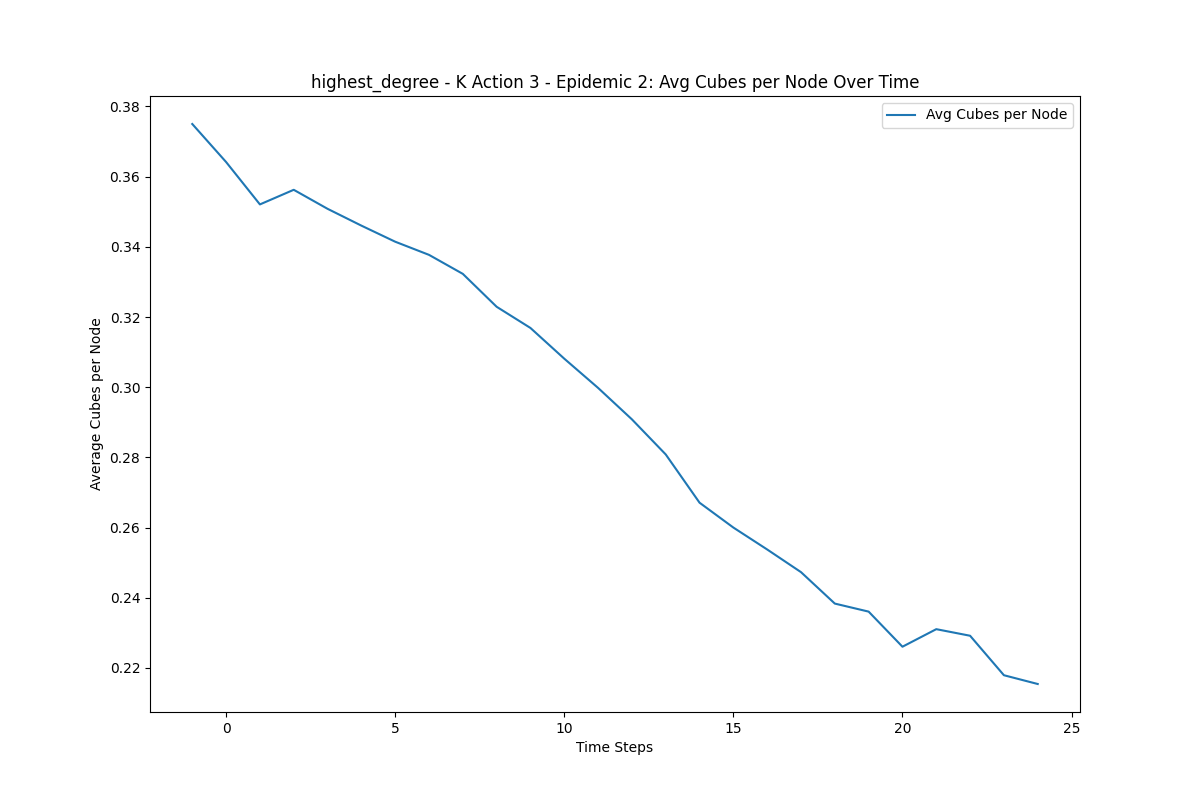 highest_degree - K Action 3 - Epidemic 2: Avg Cubes per Node Over Time
Avg Cubes per Node
Average Cubes per Node
0.38
0.36
0.34
0.32
0.30
0.28
0.26
0.24
0.22
0 5 10 15 20 25
Time Steps